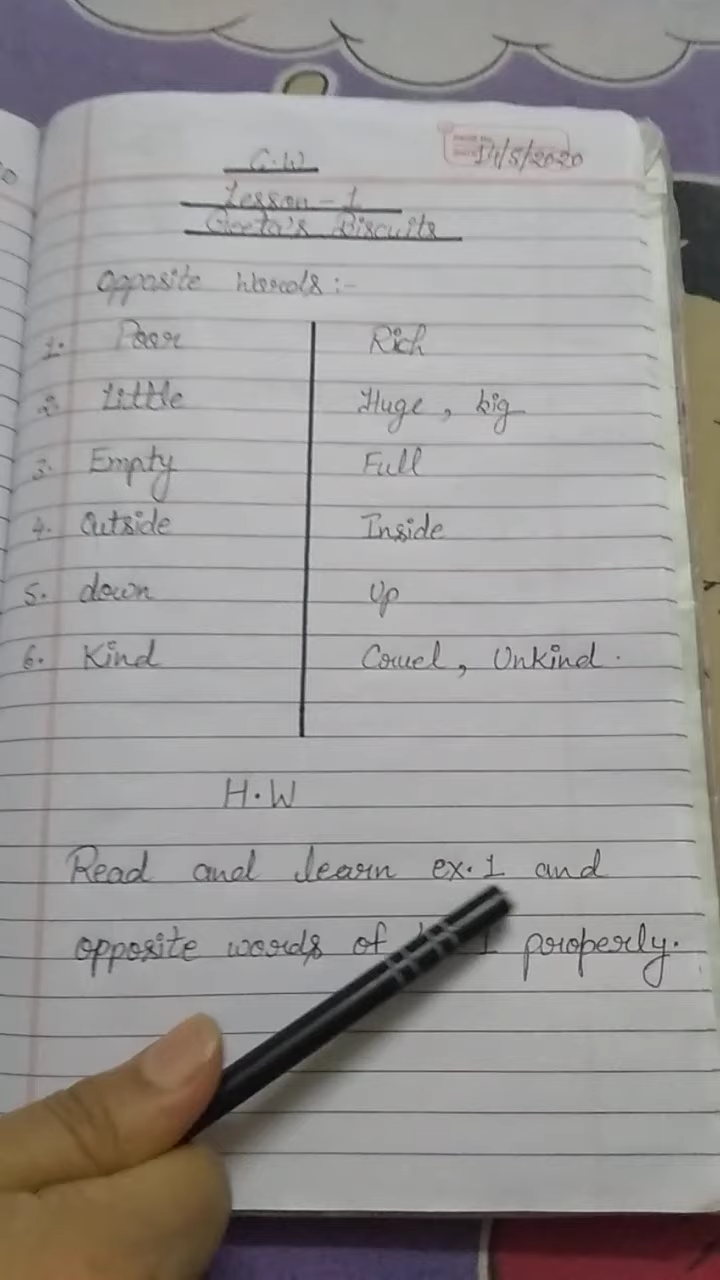 C.W
14/5/2020
Lesson - 1
Geeta's Biscuits
Opposite Words :-
1. Poor Rich
2. Little Huge, big
3. Empty Full
4. Outside Inside
5. down Up
6. Kind Cruel, Unkind.
H.W
Read and learn ex.1 and
opposite words of 1 properly.